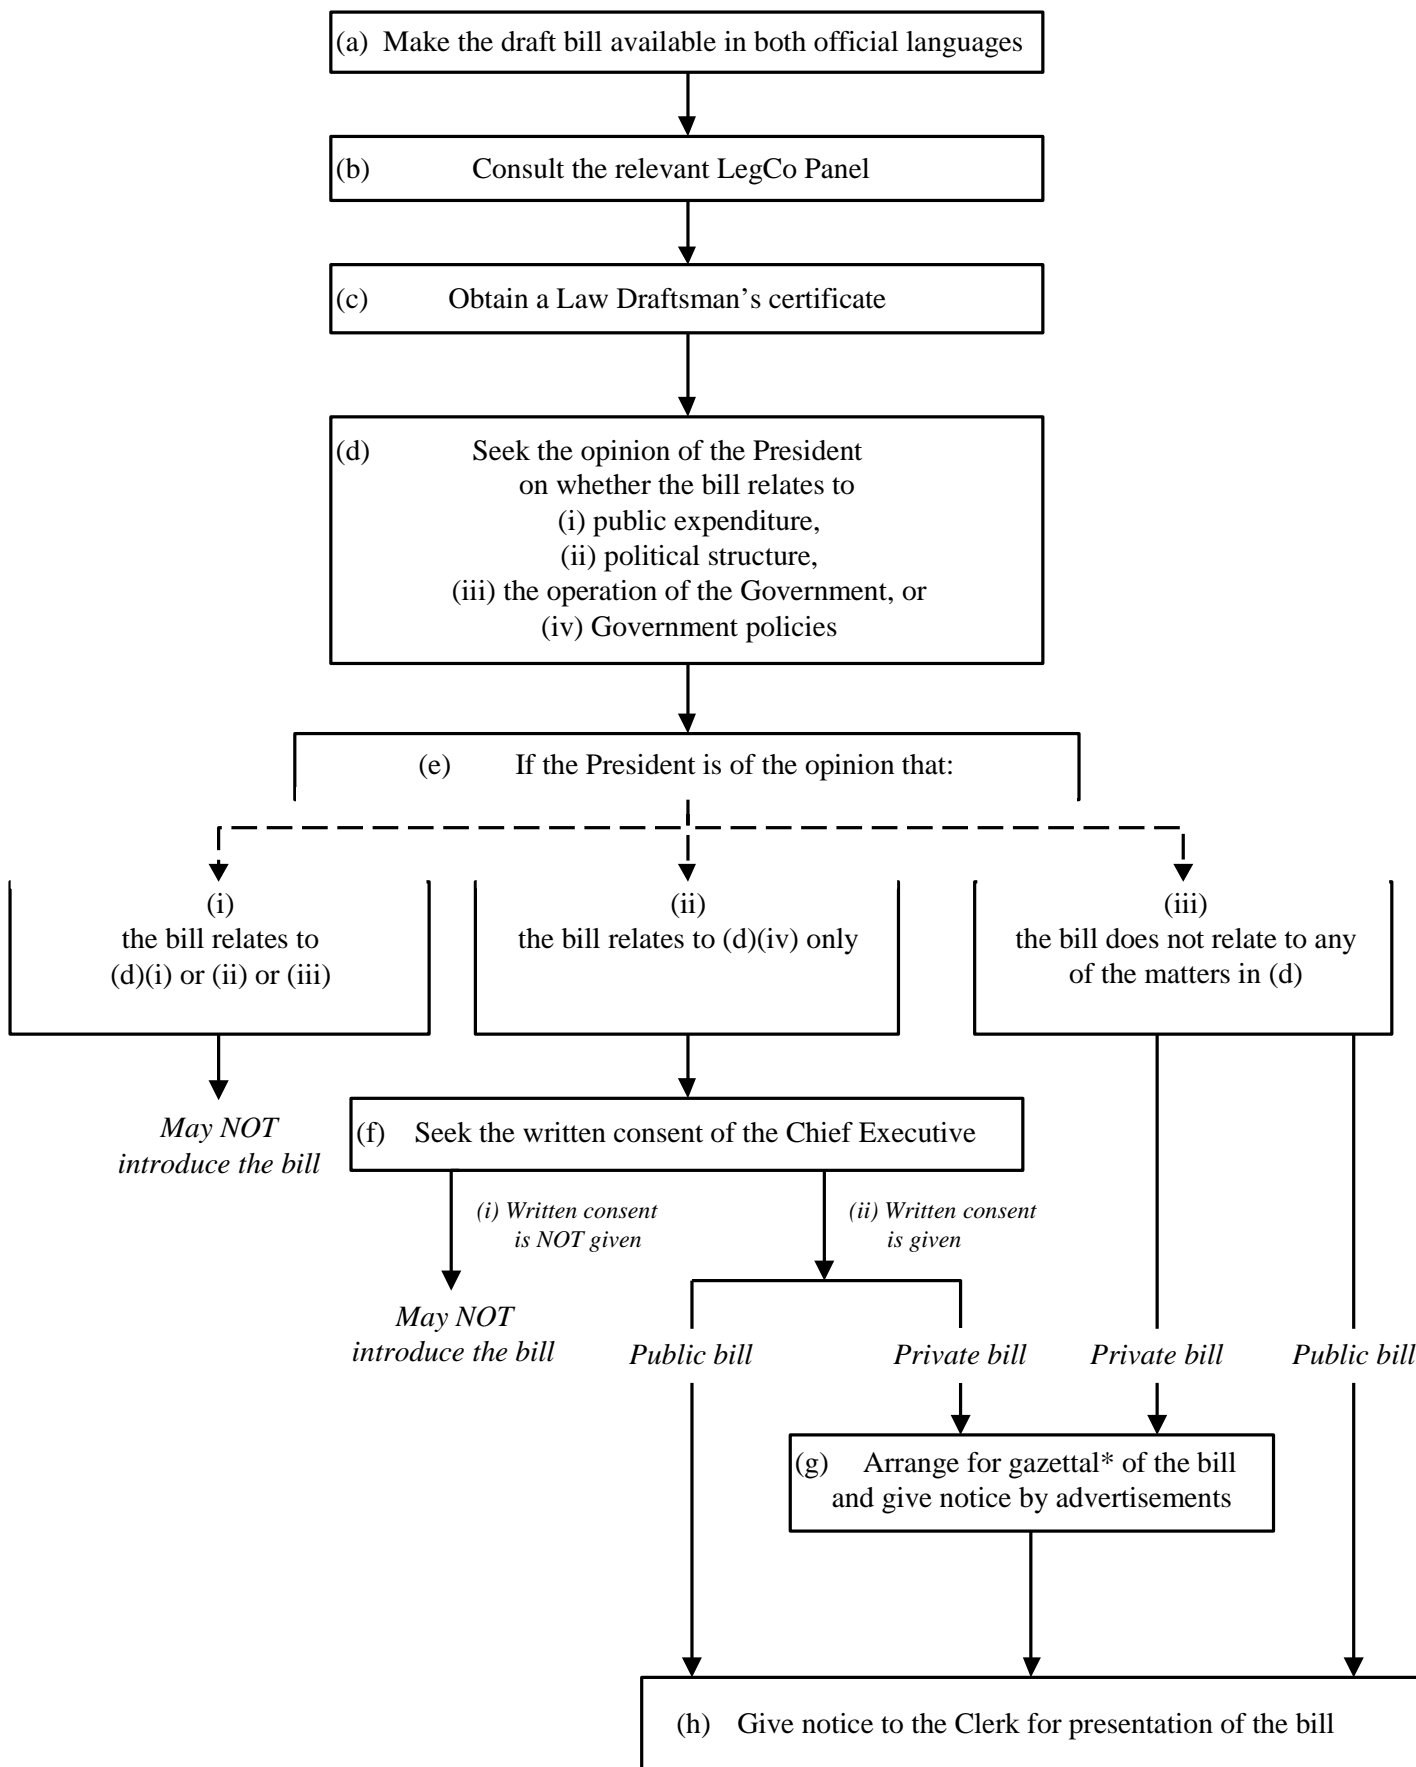 (a) Make the draft bill available in both official languages
(b) Consult the relevant LegCo Panel
(c) Obtain a Law Draftsman’s certificate
(d) Seek the opinion of the President
on whether the bill relates to
(i) public expenditure,
(ii) political structure,
(iii) the operation of the Government, or
(iv) Government policies
(e) If the President is of the opinion that:
(i)
the bill relates to
(d)(i) or (ii) or (iii)
(ii)
the bill relates to (d)(iv) only
(iii)
the bill does not relate to any
of the matters in (d)
May NOT
introduce the bill
(f) Seek the written consent of the Chief Executive
(i) Written consent
is NOT given
(ii) Written consent
is given
May NOT
introduce the bill
Public bill
Private bill
Private bill
Public bill
(g) Arrange for gazettal* of the bill
and give notice by advertisements
(h) Give notice to the Clerk for presentation of the bill